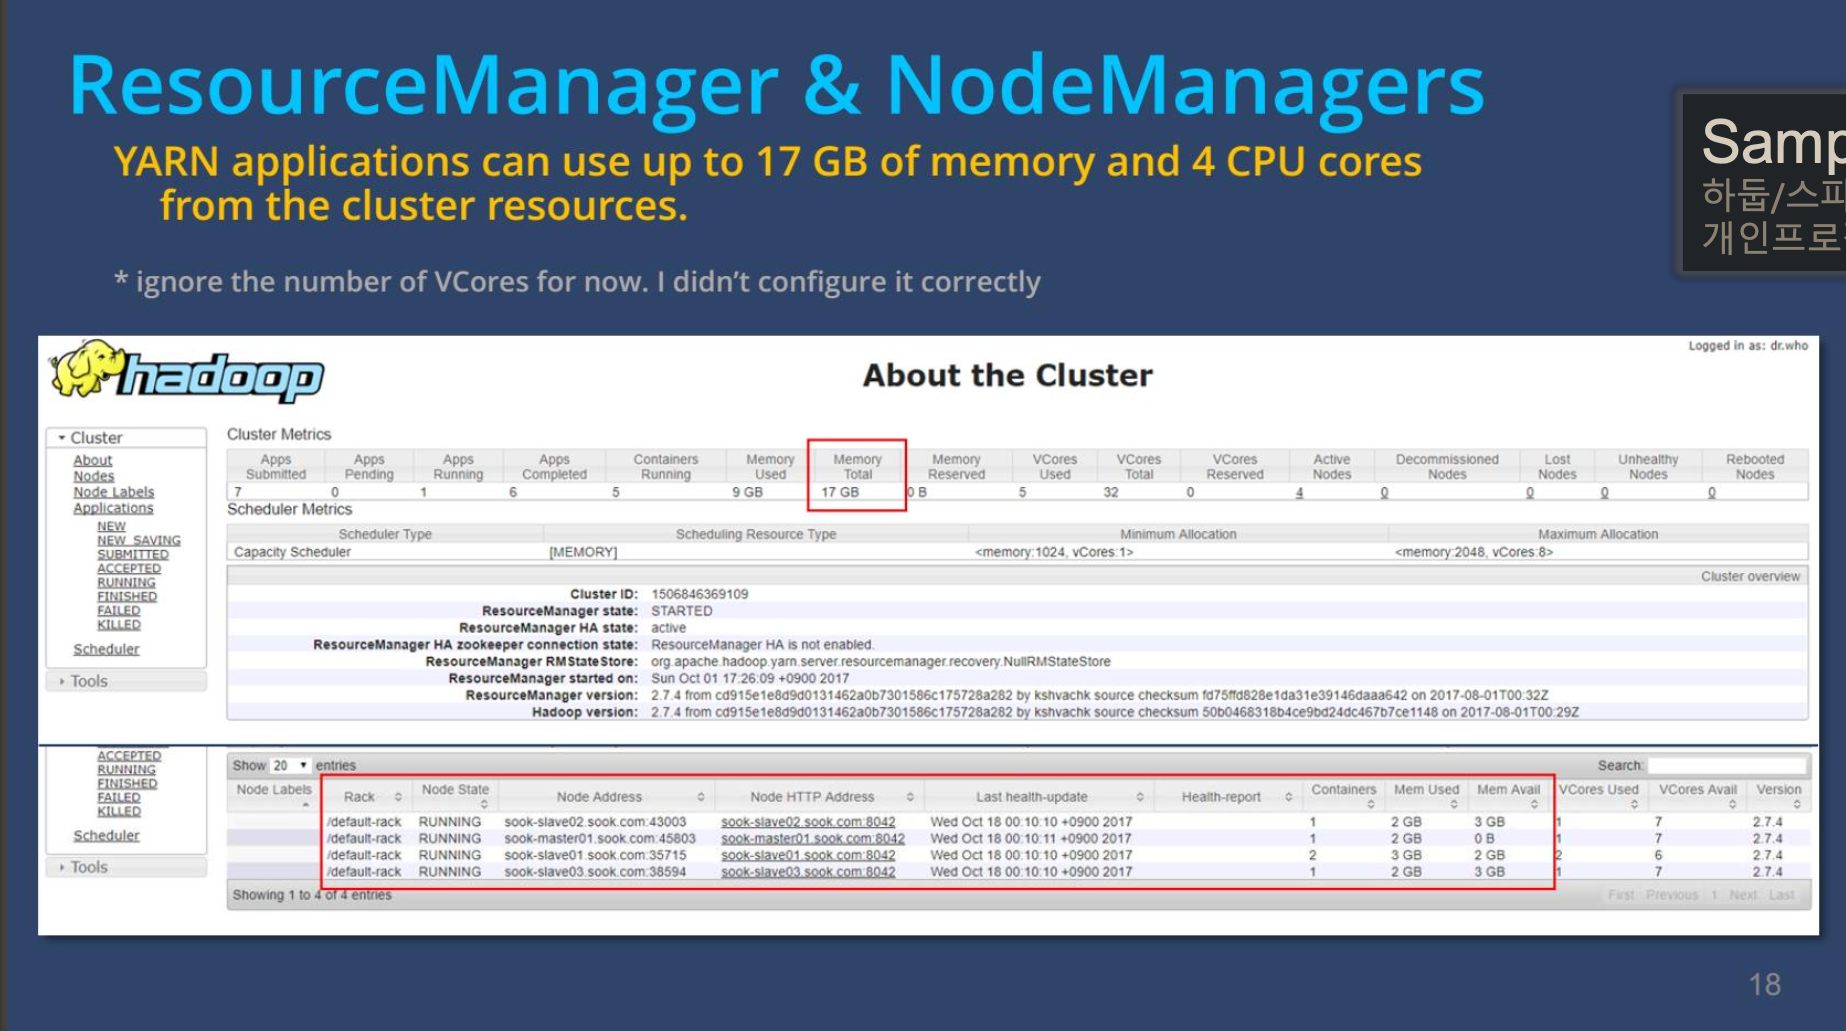 ResourceManager & NodeManagers
YARN applications can use up to 17 GB of memory and 4 CPU cores
from the cluster resources.
* ignore the number of VCores for now. I didn't configure it correctly
Samp
하둡/스파
개인프로
hadoop
About the Cluster
Logged in as: dr.who
Cluster
About
Nodes
Node Labels
Applications
NEW
NEW_SAVING
SUBMITTED
ACCEPTED
RUNNING
FINISHED
FAILED
KILLED
Scheduler
Tools
Cluster Metrics
Apps Submitted Apps Pending Apps Running Apps Completed Containers Running Memory Used Memory Total Memory Reserved VCores Used VCores Total VCores Reserved Active Nodes Decommissioned Nodes Lost Nodes Unhealthy Nodes Rebooted Nodes
7 0 1 6 5 9 GB 17 GB 0 B 5 32 0 4 0 0 0 0
Scheduler Metrics
Scheduler Type Scheduling Resource Type Minimum Allocation Maximum Allocation
Capacity Scheduler [MEMORY] <memory:1024, vCores:1> <memory:2048, vCores:8>
Cluster overview
Cluster ID: 1506846369109
ResourceManager state: STARTED
ResourceManager HA state: active
ResourceManager HA zookeeper connection state: ResourceManager HA is not enabled.
ResourceManager RMStateStore: org.apache.hadoop.yarn.server.resourcemanager.recovery.NullRMStateStore
ResourceManager started on: Sun Oct 01 17:26:09 +0900 2017
ResourceManager version: 2.7.4 from cd915e1e8d9d0131462a0b7301586c175728a282 by kshvachk source checksum fd75ffd828e1da31e39146daaa642 on 2017-08-01T00:32Z
Hadoop version: 2.7.4 from cd915e1e8d9d0131462a0b7301586c175728a282 by kshvachk source checksum 50b0468318b4ce9bd24dc467b7ce1148 on 2017-08-01T00:29Z
ACCEPTED
RUNNING
FINISHED
FAILED
KILLED
Scheduler
Tools
Show 20 entries Search:
Node Labels Rack Node State Node Address Node HTTP Address Last health-update Health-report Containers Mem Used Mem Avail VCores Used VCores Avail Version
/default-rack RUNNING sook-slave02.sook.com:43003 sook-slave02.sook.com:8042 Wed Oct 18 00:10:10 +0900 2017 1 2 GB 3 GB 1 7 2.7.4
/default-rack RUNNING sook-master01.sook.com:45803 sook-master01.sook.com:8042 Wed Oct 18 00:10:11 +0900 2017 1 2 GB 0 B 1 7 2.7.4
/default-rack RUNNING sook-slave01.sook.com:35715 sook-slave01.sook.com:8042 Wed Oct 18 00:10:10 +0900 2017 2 3 GB 2 GB 2 6 2.7.4
/default-rack RUNNING sook-slave03.sook.com:38594 sook-slave03.sook.com:8042 Wed Oct 18 00:10:10 +0900 2017 1 2 GB 3 GB 1 7 2.7.4
Showing 1 to 4 of 4 entries First Previous 1 Next Last
18